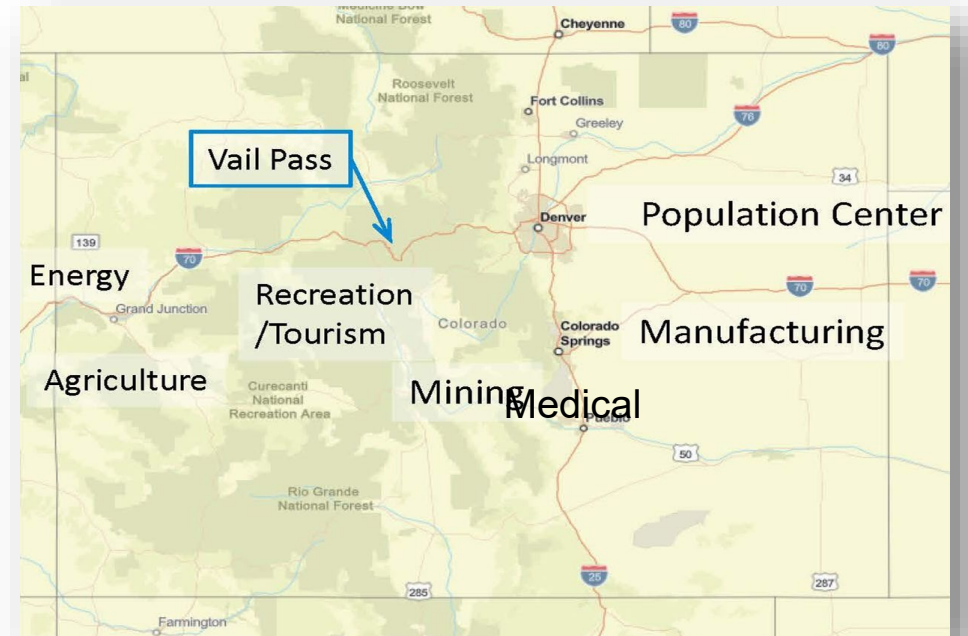 Medicine Bow
National Forest
Cheyenne
80
80
al
Roosevelt
National Forest
Fort Collins
Greeley
76
Vail Pass
Longmont
34
Denver
Population Center
139
70
Energy
70
70
Grand Junction
Recreation
/Tourism
Colorado
Colorado
Springs
Manufacturing
Agriculture
Curecanti
National
Recreation Area
Mining
Medical
Pueblo
50
Rio Grande
National Forest
25
285
287
Farmington